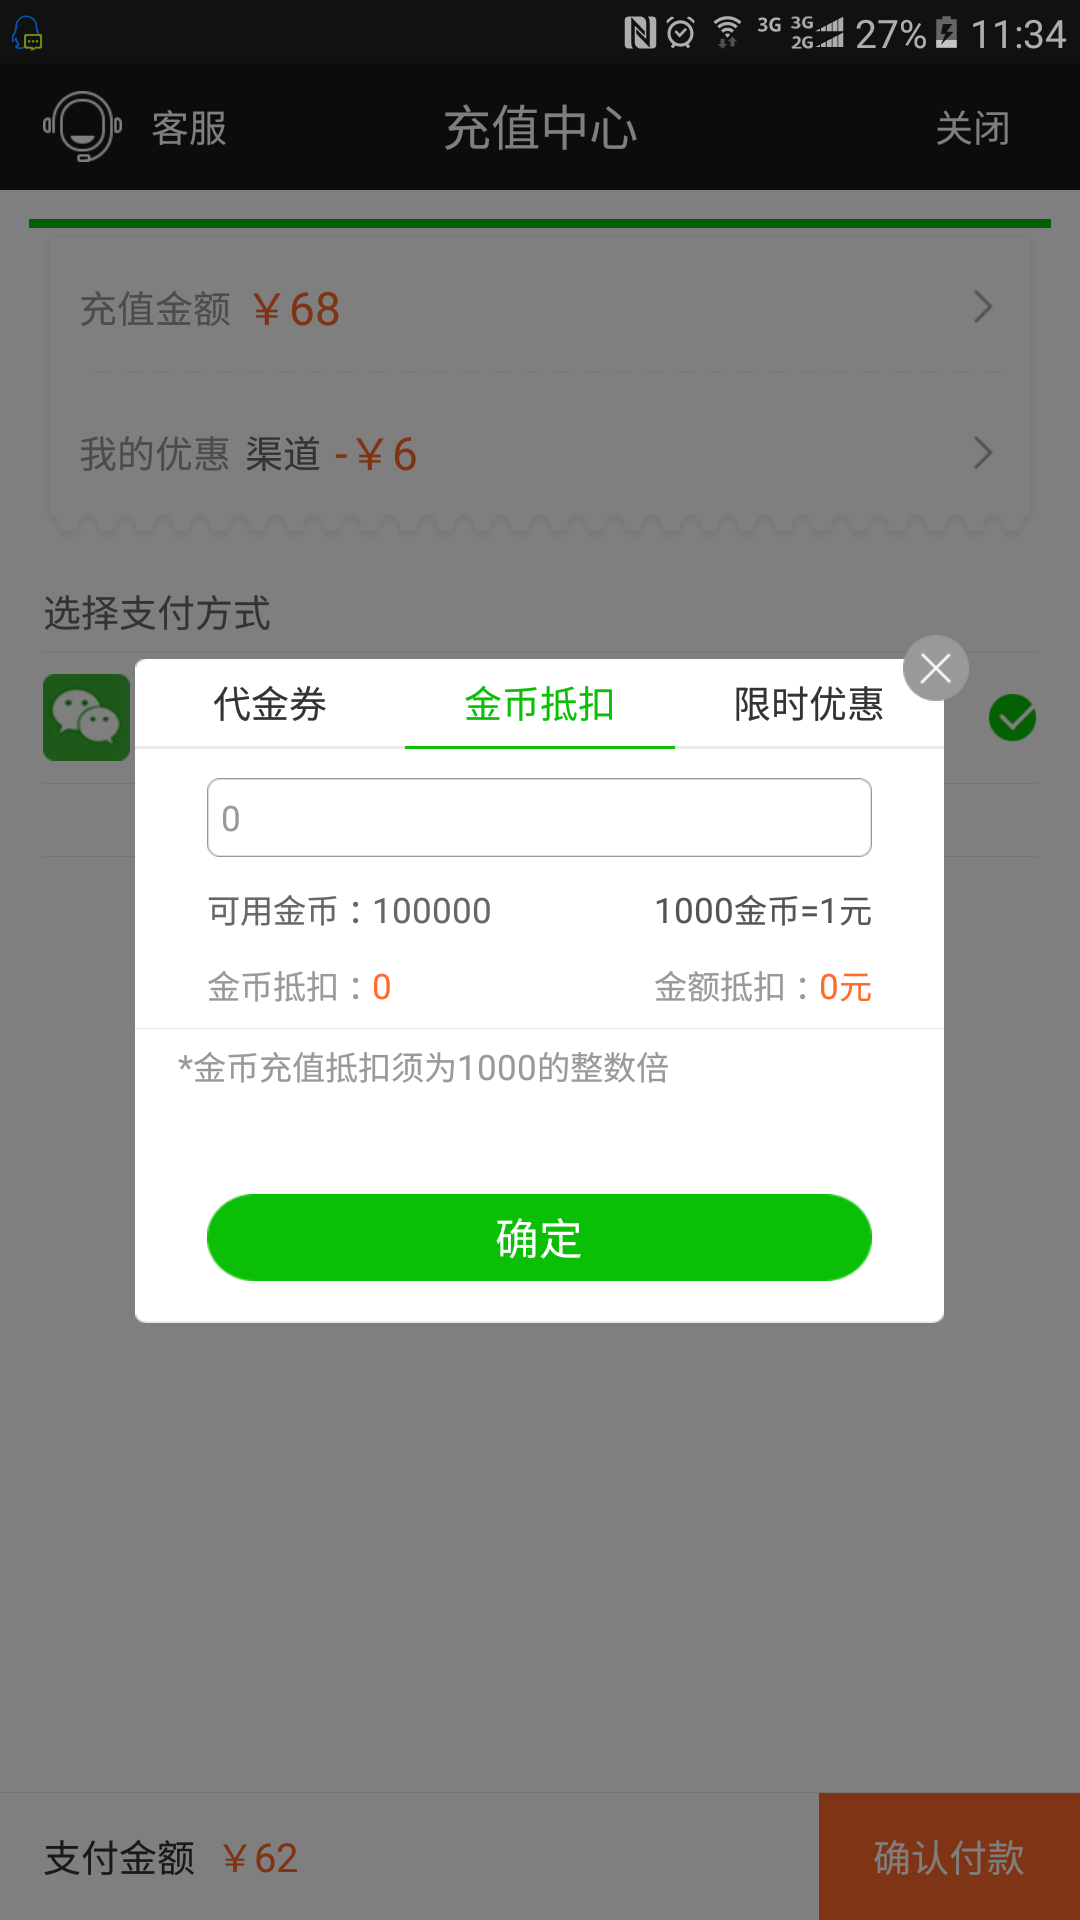 3G 3G 2G 27% 11:34
客服 充值中心 关闭
充值金额 ￥68
我的优惠 渠道 -￥6
选择支付方式
代金券 金币抵扣 限时优惠
0
可用金币：100000 1000金币=1元
金币抵扣：0 金额抵扣：0元
*金币充值抵扣须为1000的整数倍
确定
支付金额 ￥62 确认付款